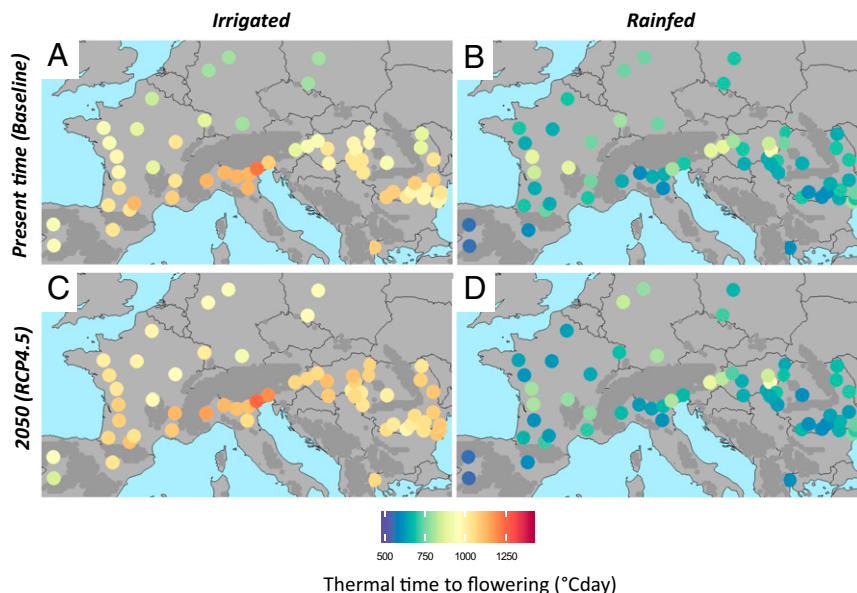 Irrigated
Rainfed
Present time (Baseline)
A
B
2050 (RCP4.5)
C
D
500 750 1000 1250
Thermal time to flowering (°Cday)